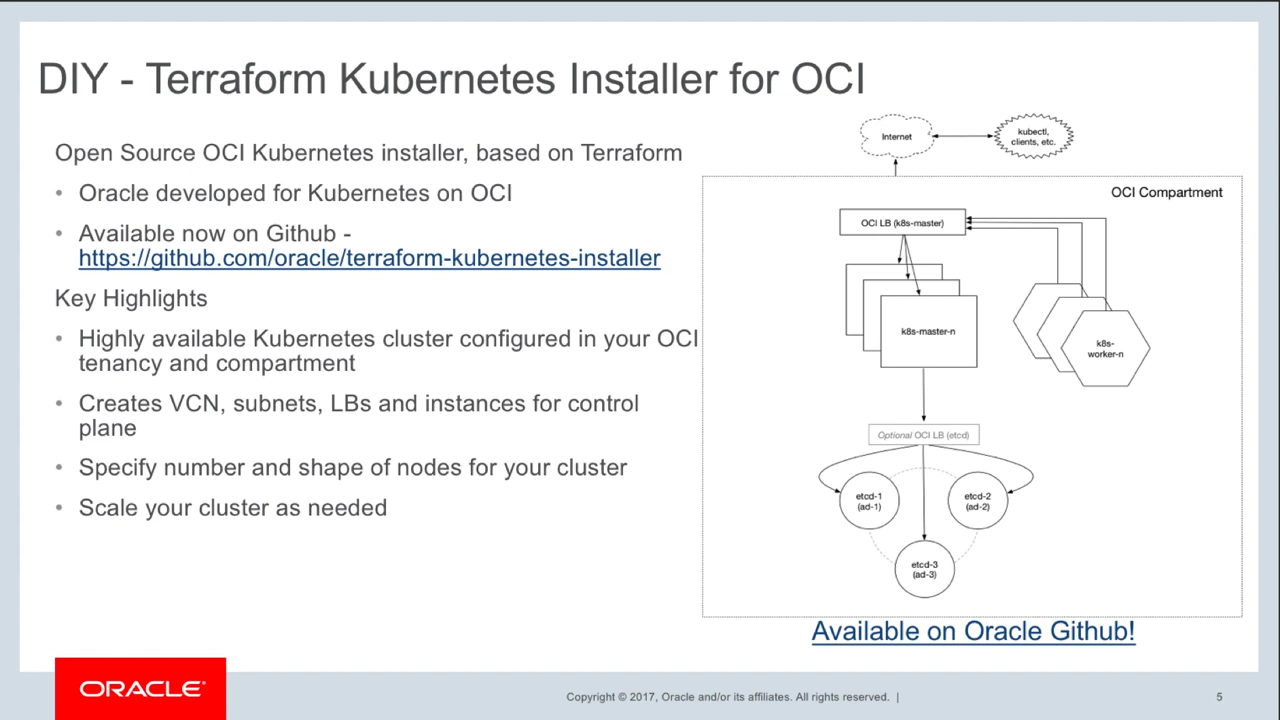 DIY - Terraform Kubernetes Installer for OCI
Open Source OCI Kubernetes installer, based on Terraform
• Oracle developed for Kubernetes on OCI
• Available now on Github -
https://github.com/oracle/terraform-kubernetes-installer
Key Highlights
• Highly available Kubernetes cluster configured in your OCI
tenancy and compartment
• Creates VCN, subnets, LBs and instances for control
plane
• Specify number and shape of nodes for your cluster
• Scale your cluster as needed
Internet
kubectl,
clients, etc.
OCI Compartment
OCI LB (k8s-master)
k8s-master-n
k8s-
worker-n
Optional OCI LB (etcd)
etcd-1
(ad-1)
etcd-2
(ad-2)
etcd-3
(ad-3)
Available on Oracle Github!
ORACLE®
Copyright © 2017, Oracle and/or its affiliates. All rights reserved. |
5